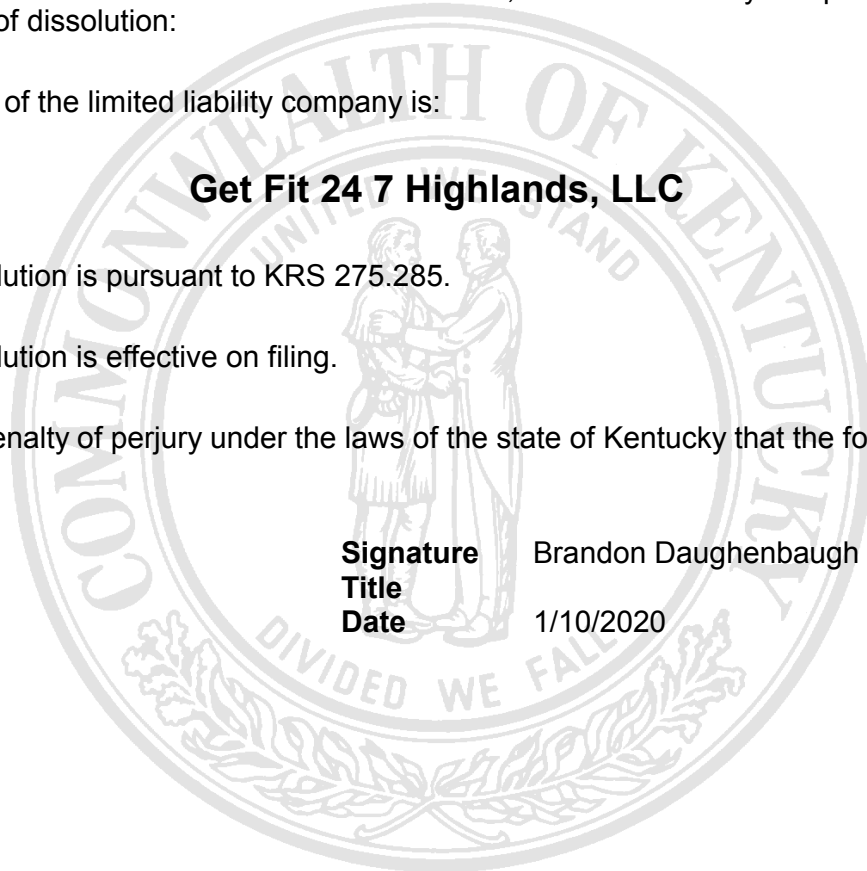 of dissolution:
of the limited liability company is:
Get Fit 24 7 Highlands, LLC
lution is pursuant to KRS 275.285.
lution is effective on filing.
enalty of perjury under the laws of the state of Kentucky that the fo
Signature Brandon Daughenbaugh
Title
Date 1/10/2020
COMMONWEALTH OF KENTUCKY
UNITED WE STAND
DIVIDED WE FALL